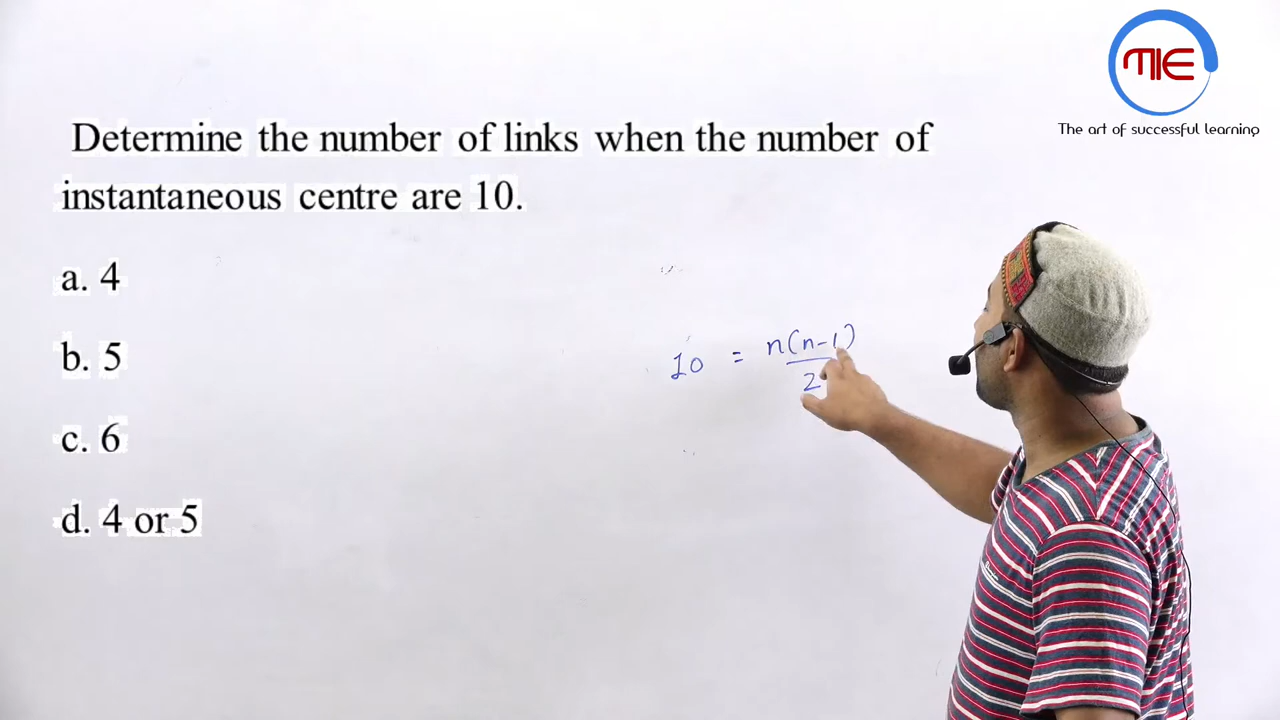 MIE
The art of successful learning
Determine the number of links when the number of
instantaneous centre are 10.
a. 4
b. 5
c. 6
d. 4 or 5
10 = n(n-1)
2